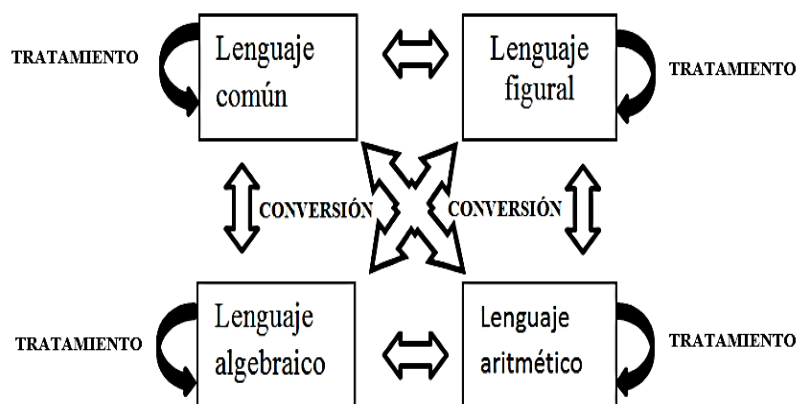 TRATAMIENTO
Lenguaje
común
Lenguaje
figural
TRATAMIENTO
CONVERSIÓN
CONVERSIÓN
TRATAMIENTO
Lenguaje
algebraico
Lenguaje
aritmético
TRATAMIENTO